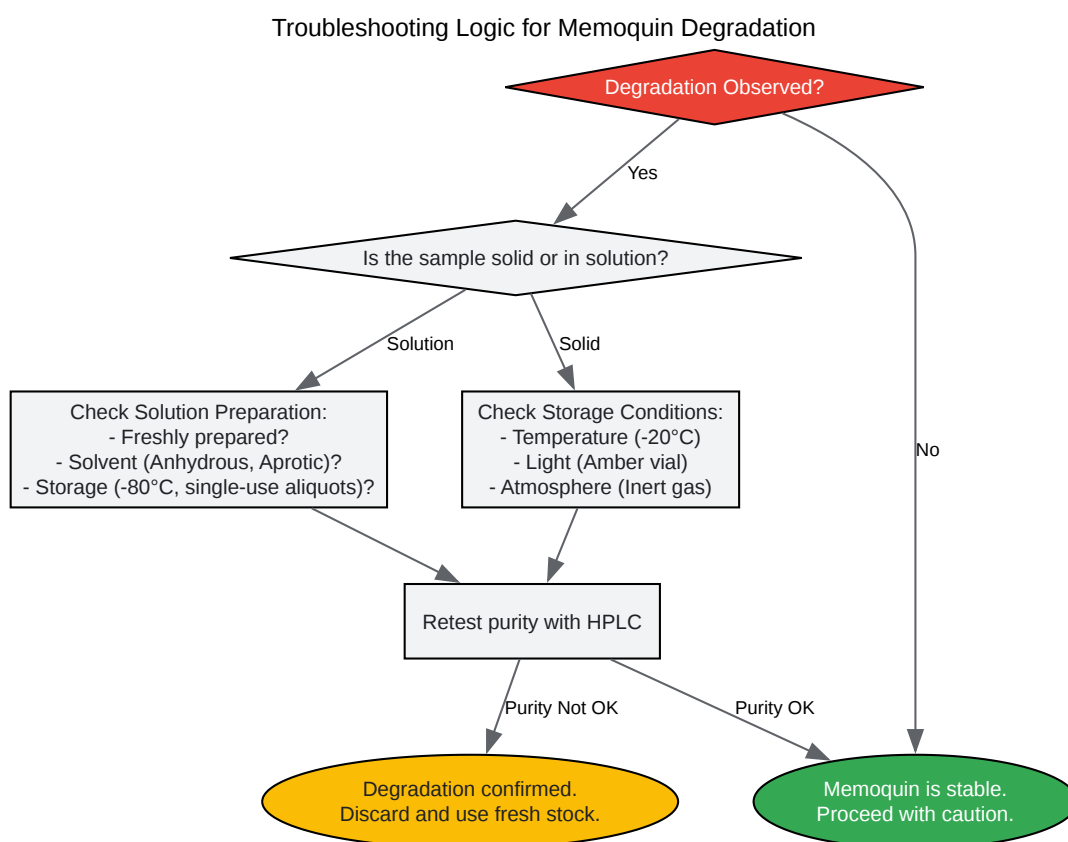 Troubleshooting Logic for Memoquin Degradation
Degradation Observed?
Yes
Is the sample solid or in solution?
Solution
Solid
Check Solution Preparation:
- Freshly prepared?
- Solvent (Anhydrous, Aprotic)?
- Storage (-80°C, single-use aliquots)?
Check Storage Conditions:
- Temperature (-20°C)
- Light (Amber vial)
- Atmosphere (Inert gas)
No
Retest purity with HPLC
Purity Not OK
Purity OK
Degradation confirmed.
Discard and use fresh stock.
Memoquin is stable.
Proceed with caution.